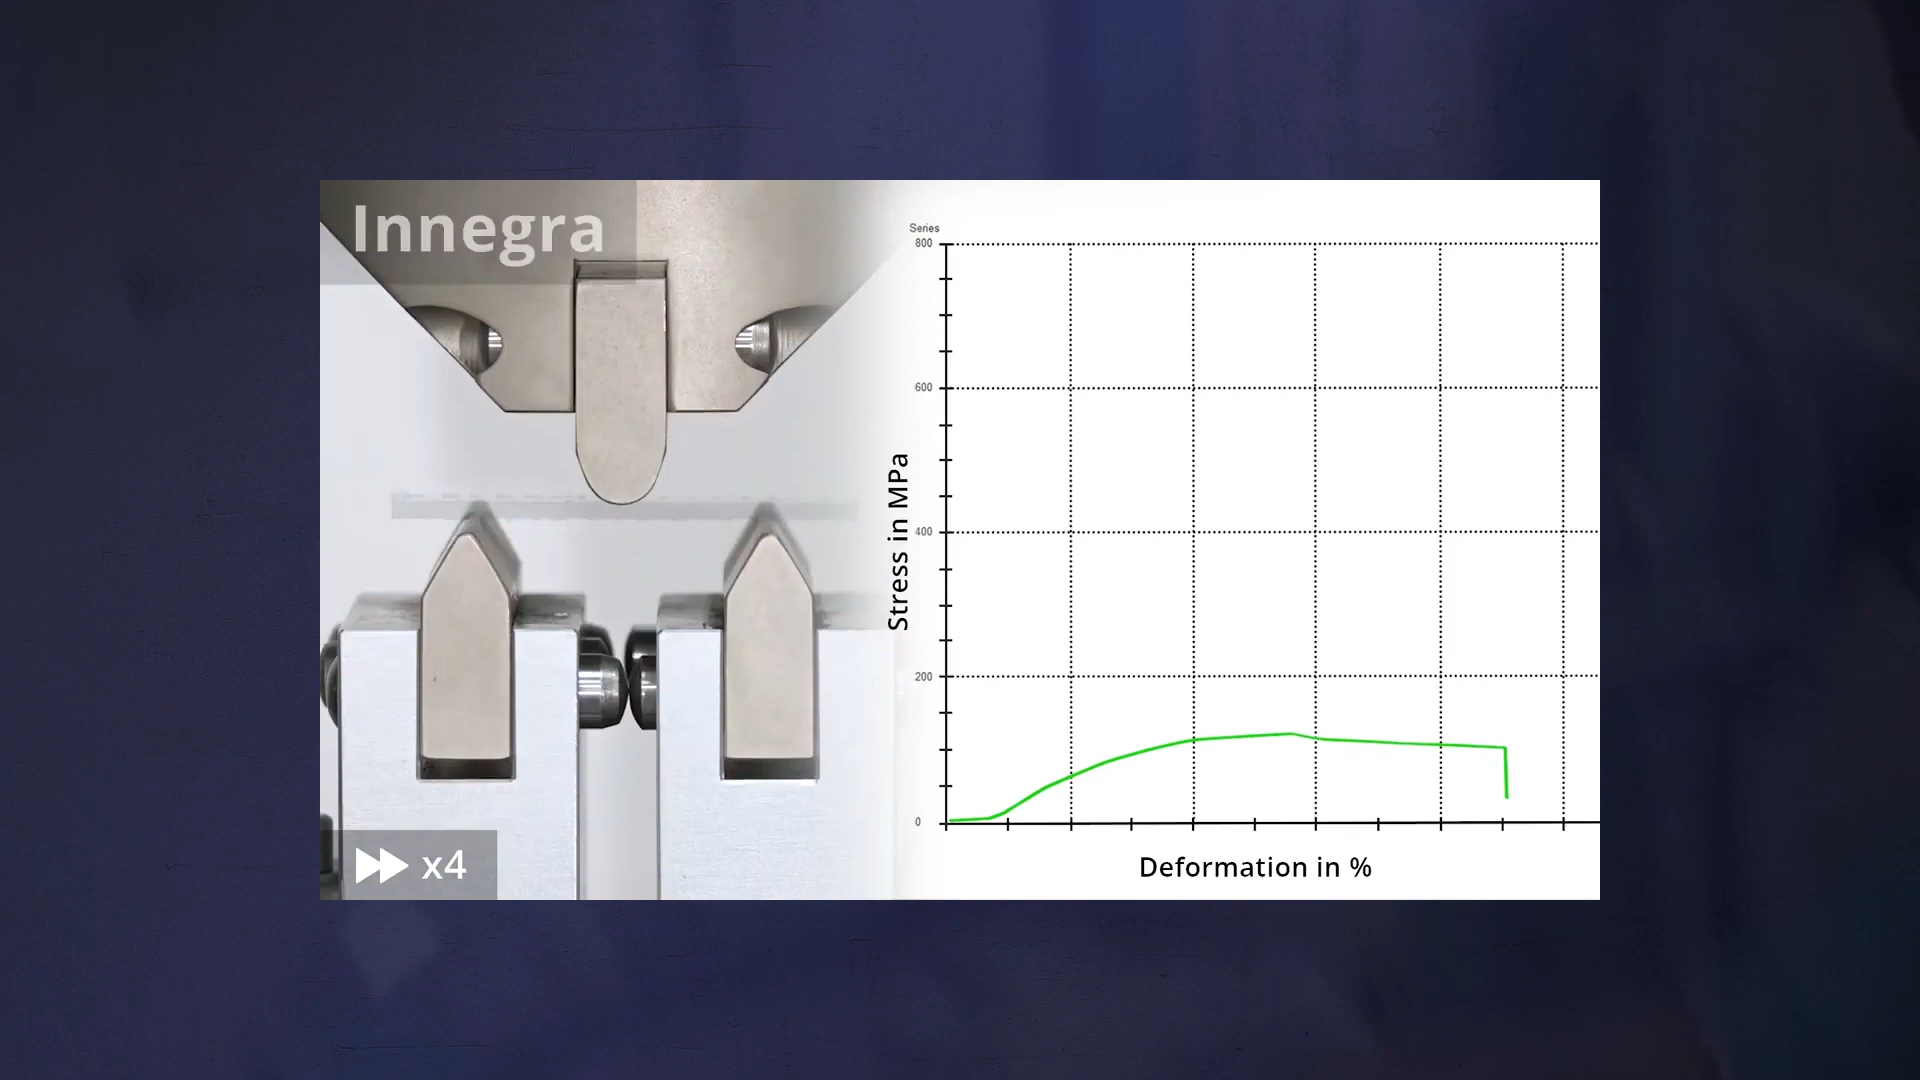 Innegra
x4
Series
800
600
400
200
0
Stress in MPa
Deformation in %